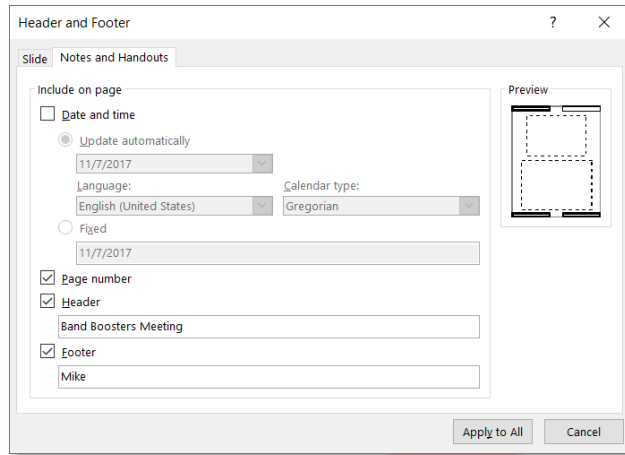 Header and Footer
Slide Notes and Handouts
Include on page
Preview
Date and time
Update automatically
11/7/2017
Language: Calendar type:
English (United States) Gregorian
Fixed
11/7/2017
Page number
Header
Band Boosters Meeting
Footer
Mike
Apply to All Cancel